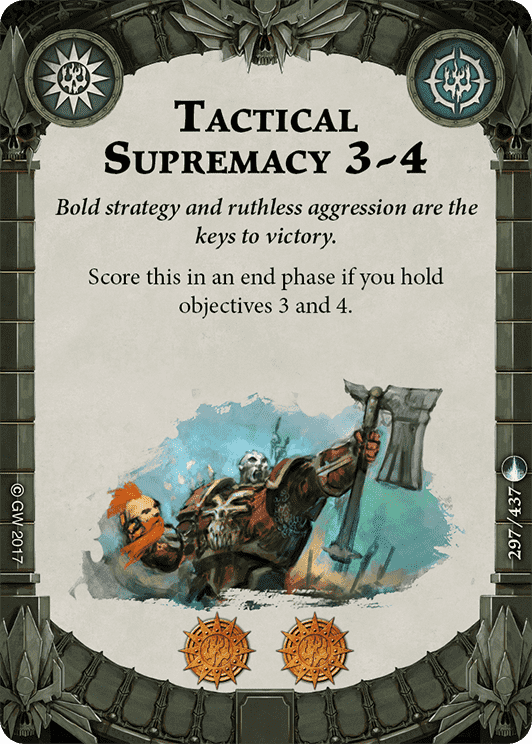 Tactical
Supremacy 3-4
Bold strategy and ruthless aggression are the
keys to victory.
Score this in an end phase if you hold
objectives 3 and 4.
© GW 2017
297/437